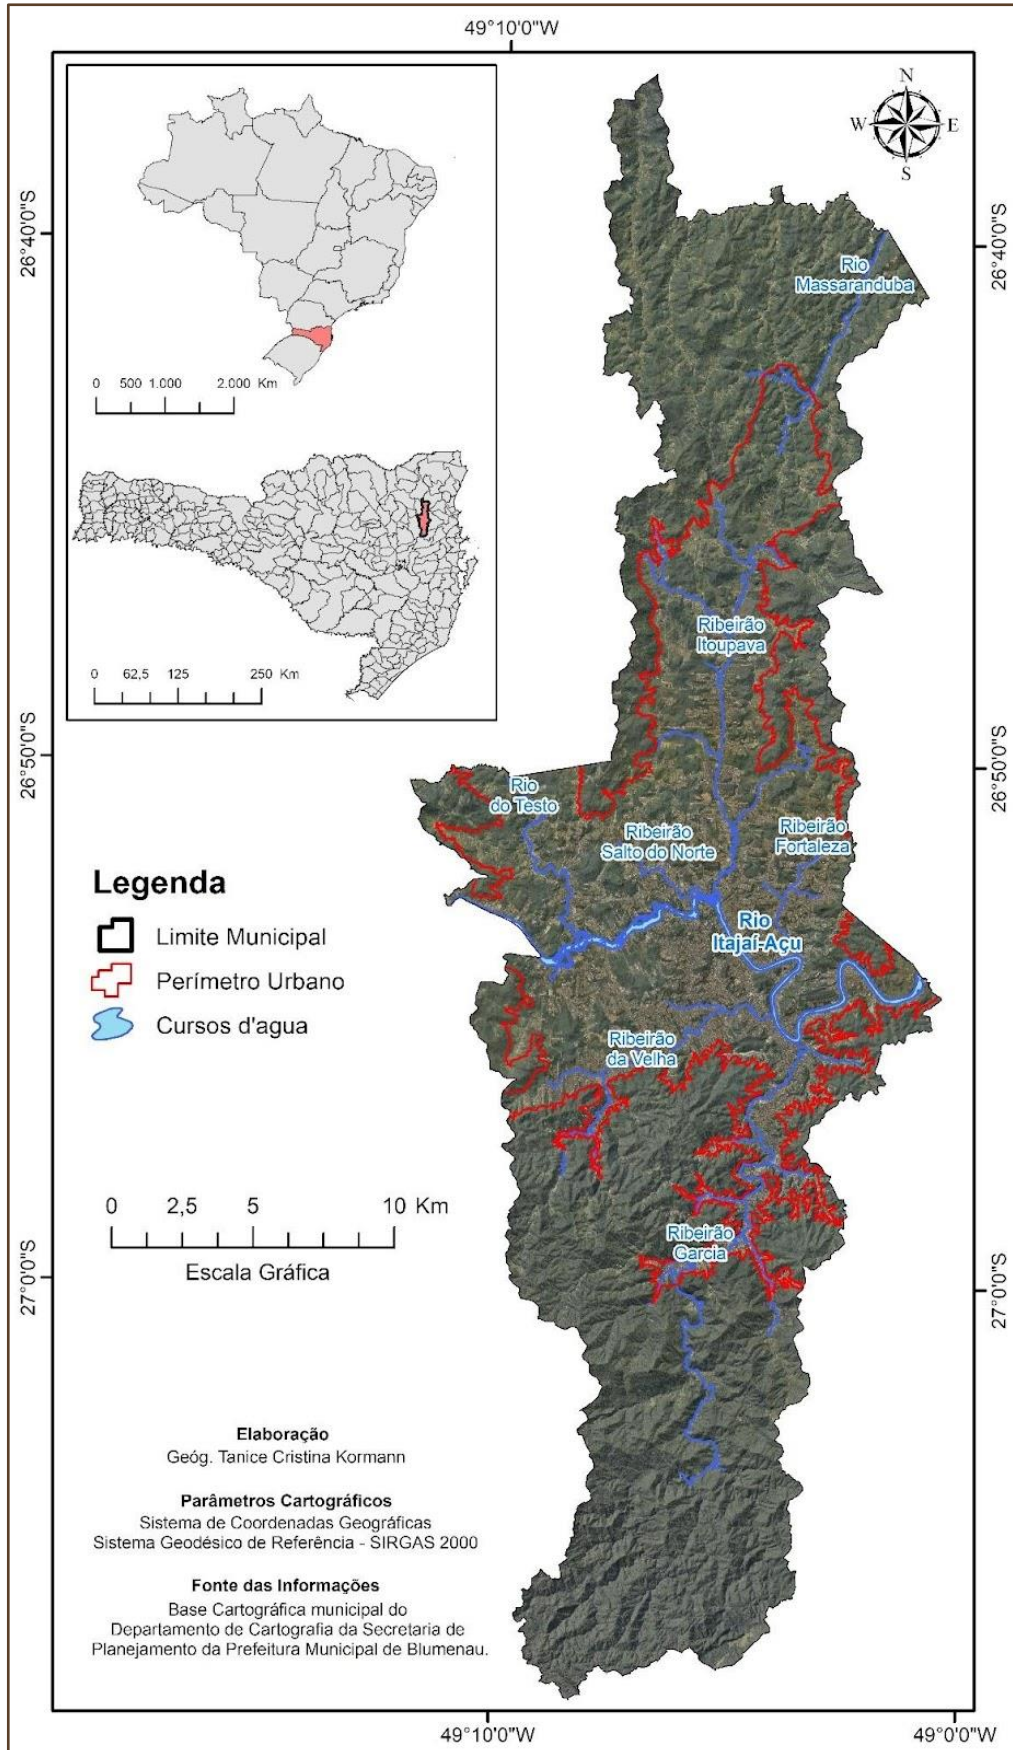 49°10'0"W
N
W
E
S
26°40'0"S
26°40'0"S
Rio
Massaranduba
0 500 1.000 2.000 Km
0 62,5 125 250 Km
Ribeirão
Itoupava
26°50'0"S
26°50'0"S
Rio
do Testo
Ribeirão
Salto do Norte
Ribeirão
Fortaleza
Rio
Itajaí-Açu
Legenda
Limite Municipal
Perímetro Urbano
Cursos d'agua
Ribeirão
da Velha
0 2,5 5 10 Km
Escala Gráfica
Ribeirão
Garcia
27°0'0"S
27°0'0"S
Elaboração
Geóg. Tanice Cristina Kormann
Parâmetros Cartográficos
Sistema de Coordenadas Geográficas
Sistema Geodésico de Referência - SIRGAS 2000
Fonte das Informações
Base Cartográfica municipal do
Departamento de Cartografia da Secretaria de
Planejamento da Prefeitura Municipal de Blumenau.
49°10'0"W
49°0'0"W